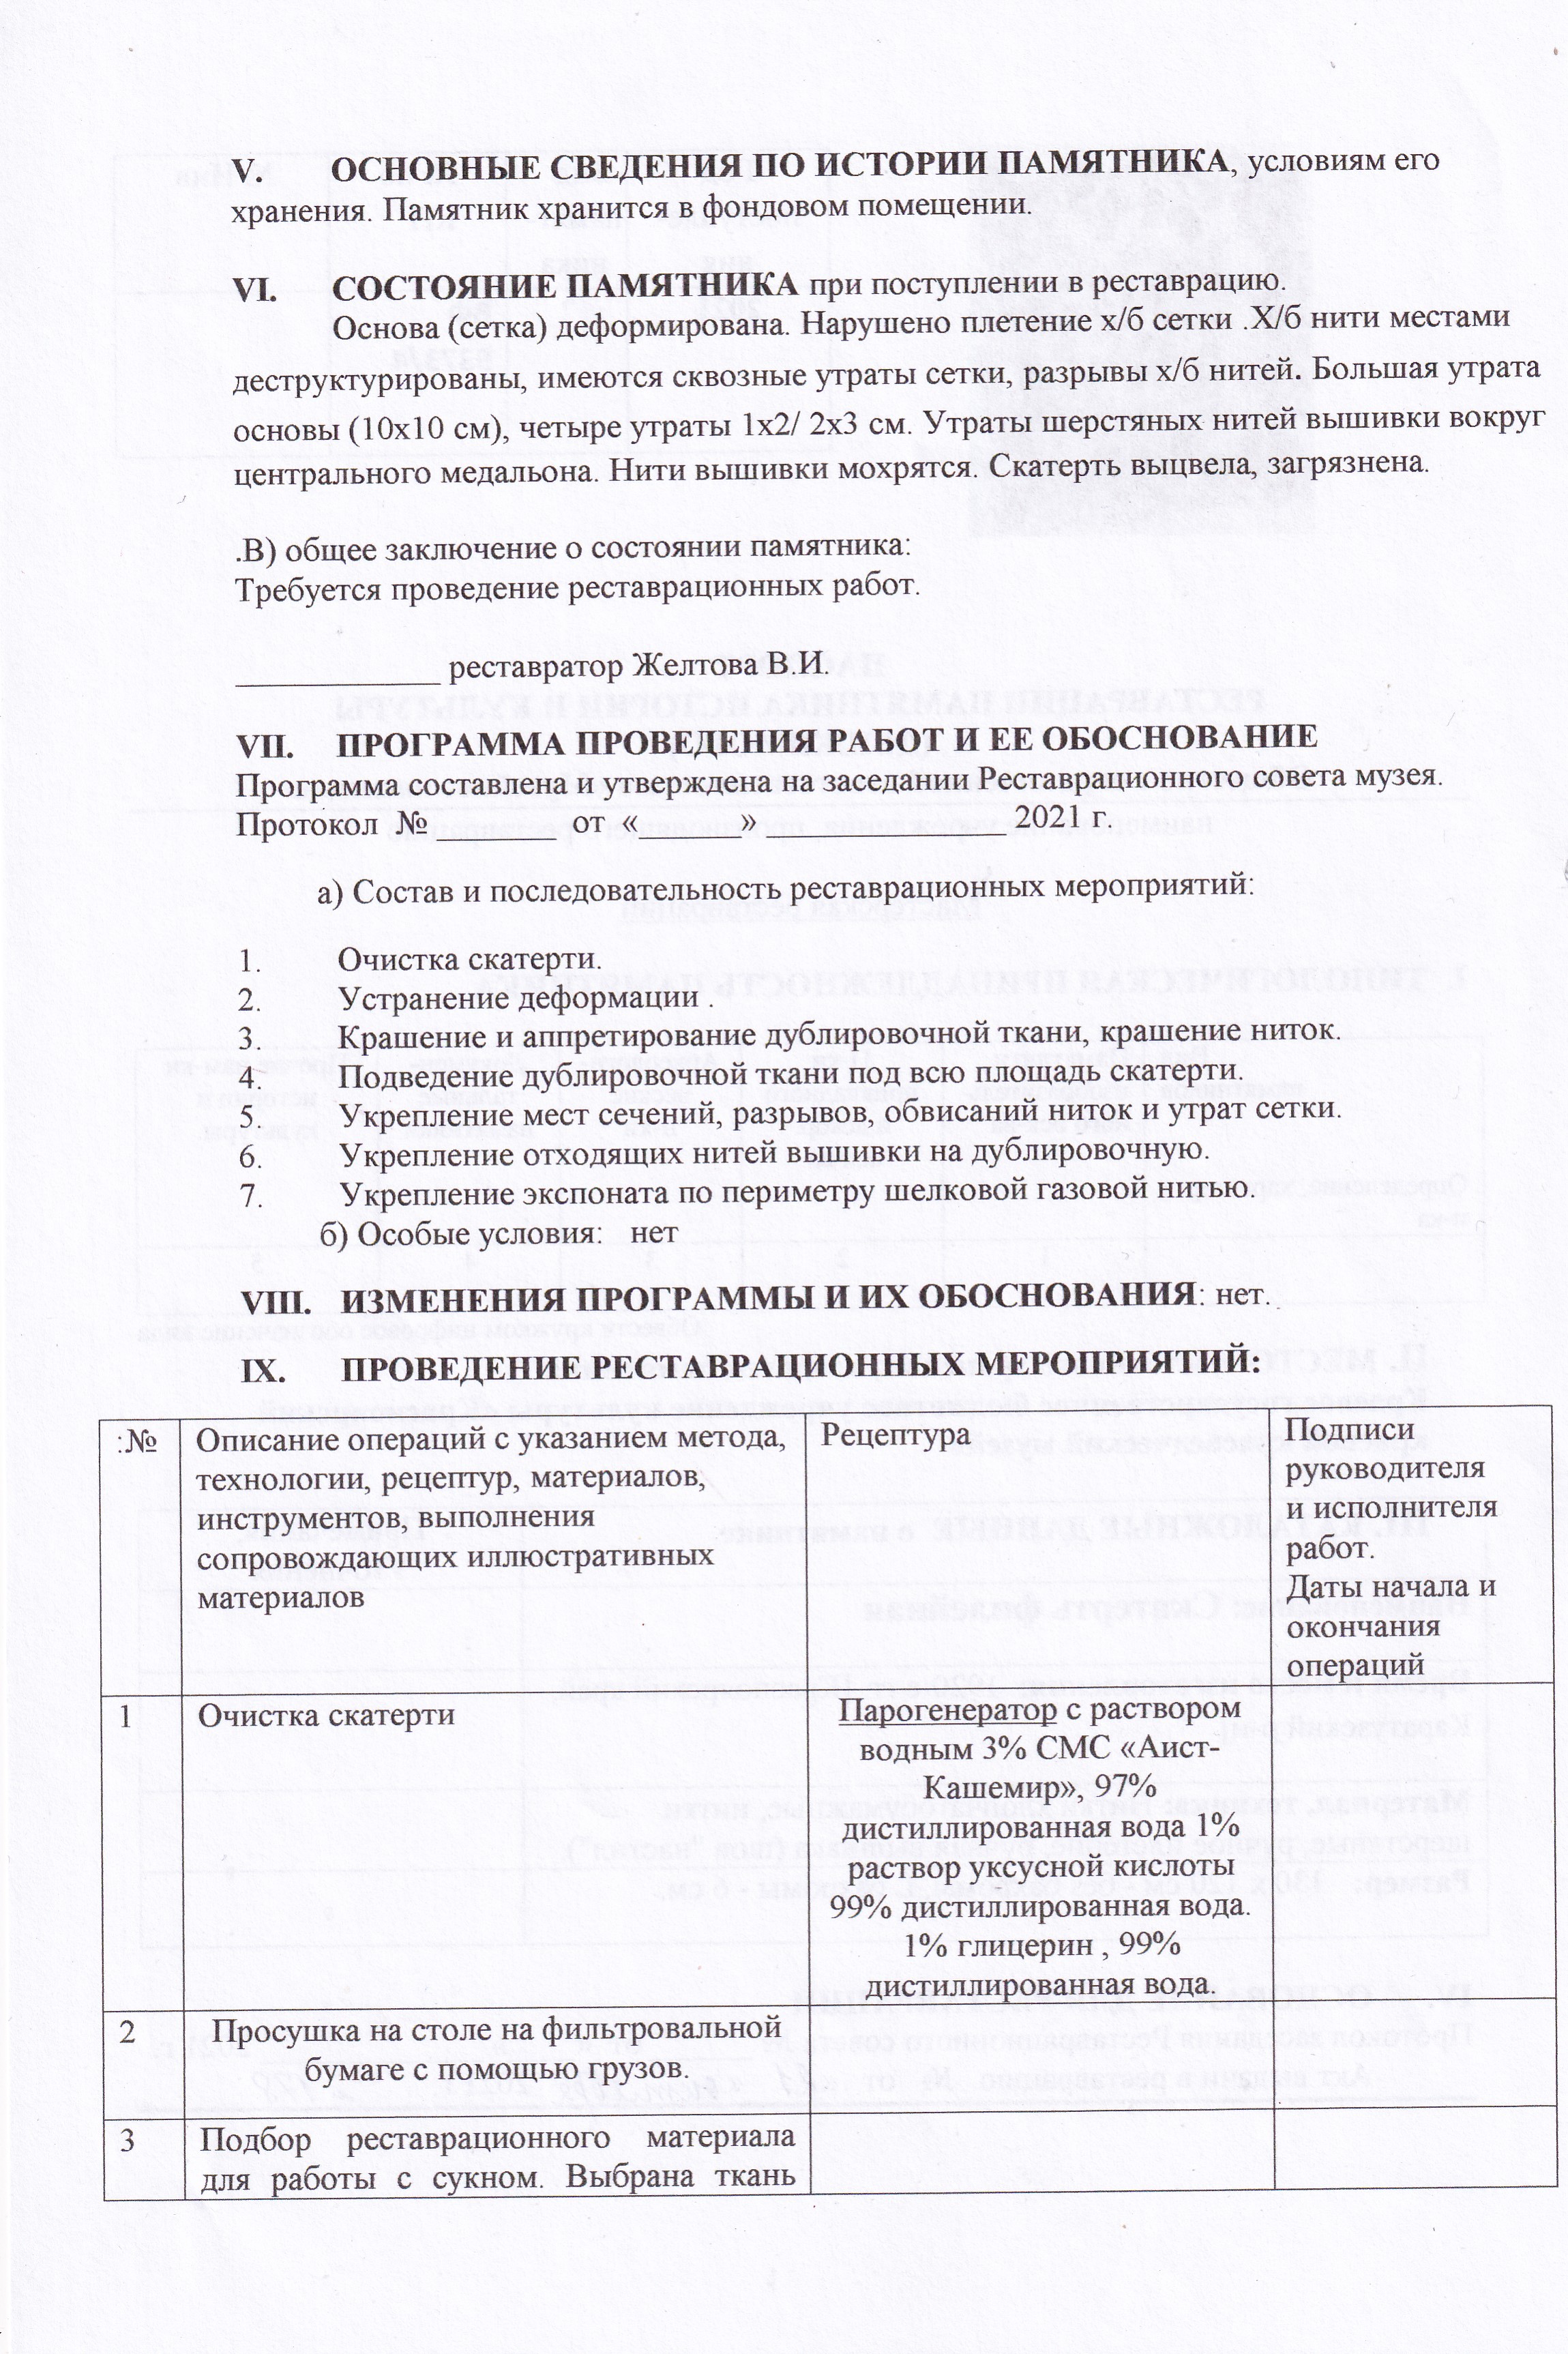 V. ОСНОВНЫЕ СВЕДЕНИЯ ПО ИСТОРИИ ПАМЯТНИКА, условиям его
хранения. Памятник хранится в фондовом помещении.
VI. СОСТОЯНИЕ ПАМЯТНИКА при поступлении в реставрацию.
Основа (сетка) деформирована. Нарушено плетение х/б сетки .Х/б нити местами
деструктурированы, имеются сквозные утраты сетки, разрывы х/б нитей. Большая утрата
основы (10х10 см), четыре утраты 1х2/ 2х3 см. Утраты шерстяных нитей вышивки вокруг
центрального медальона. Нити вышивки мохрятся. Скатерть выцвела, загрязнена.
.В) общее заключение о состоянии памятника:
Требуется проведение реставрационных работ.
____________ реставратор Желтова В.И.
VII. ПРОГРАММА ПРОВЕДЕНИЯ РАБОТ И ЕЕ ОБОСНОВАНИЕ
Программа составлена и утверждена на заседании Реставрационного совета музея.
Протокол № _______ от «______» ______________ 2021 г.
а) Состав и последовательность реставрационных мероприятий:
1. Очистка скатерти.
2. Устранение деформации .
3. Крашение и аппретирование дублировочной ткани, крашение ниток.
4. Подведение дублировочной ткани под всю площадь скатерти.
5. Укрепление мест сечений, разрывов, обвисаний ниток и утрат сетки.
6. Укрепление отходящих нитей вышивки на дублировочную.
7. Укрепление экспоната по периметру шелковой газовой нитью.
б) Особые условия: нет
VIII. ИЗМЕНЕНИЯ ПРОГРАММЫ И ИХ ОБОСНОВАНИЯ: нет.
IX. ПРОВЕДЕНИЕ РЕСТАВРАЦИОННЫХ МЕРОПРИЯТИЙ:
:№
Описание операций с указанием метода,
технологии, рецептур, материалов,
инструментов, выполнения
сопровождающих иллюстративных
материалов
Рецептура
Подписи
руководителя
и исполнителя
работ.
Даты начала и
окончания
операций
1
Очистка скатерти
Парогенератор с раствором
водным 3% СМС «Аист-
Кашемир», 97%
дистиллированная вода 1%
раствор уксусной кислоты
99% дистиллированная вода.
1% глицерин , 99%
дистиллированная вода.
2
Просушка на столе на фильтровальной
бумаге с помощью грузов.
3
Подбор реставрационного материала
для работы с сукном. Выбрана ткань